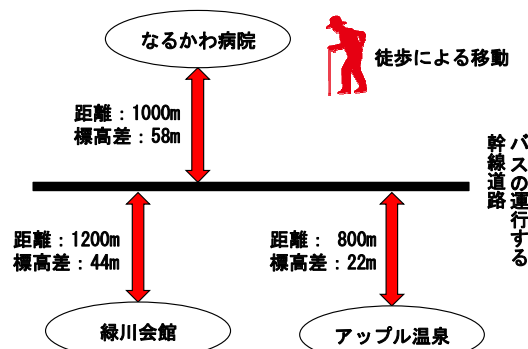 なるかわ病院
徒歩による移動
距離：1000m
標高差：58m
バスの運行する
幹線道路
距離：1200m
標高差：44m
距離： 800m
標高差：22m
緑川会館
アップル温泉